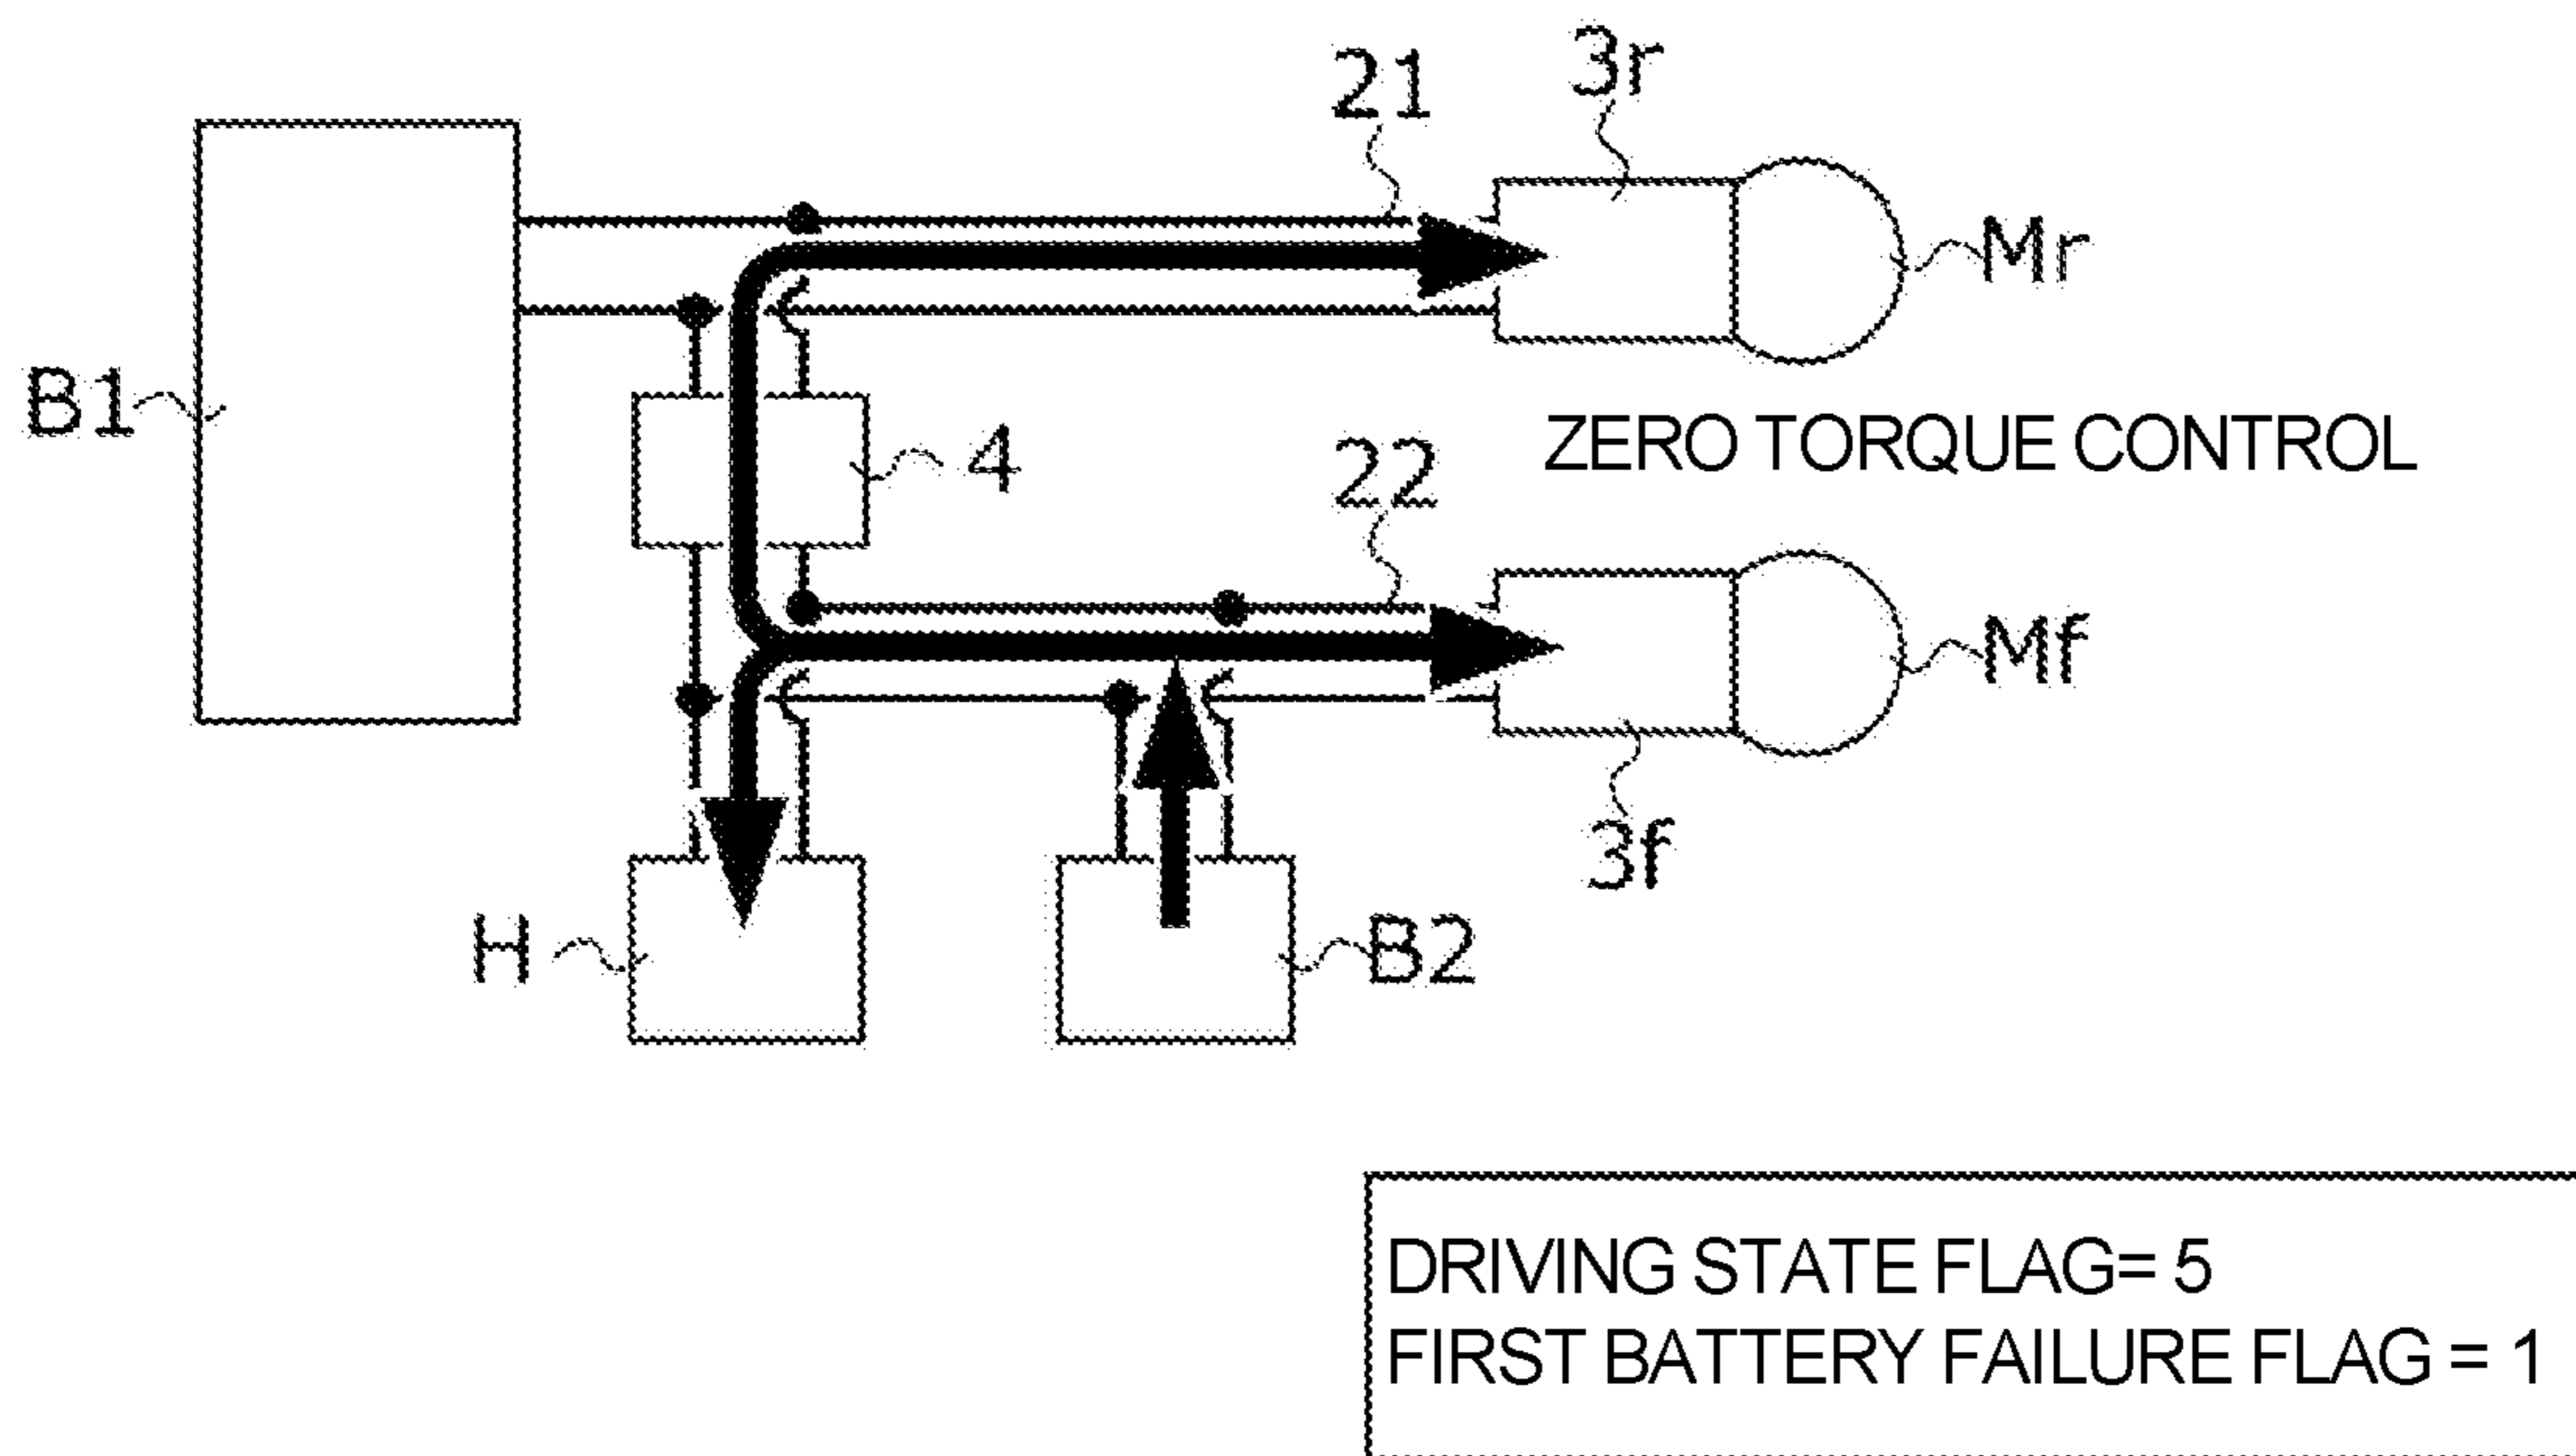 21
3r
Mr
B1
4
ZERO TORQUE CONTROL
22
Mf
3f
H
B2
DRIVING STATE FLAG= 5
FIRST BATTERY FAILURE FLAG = 1